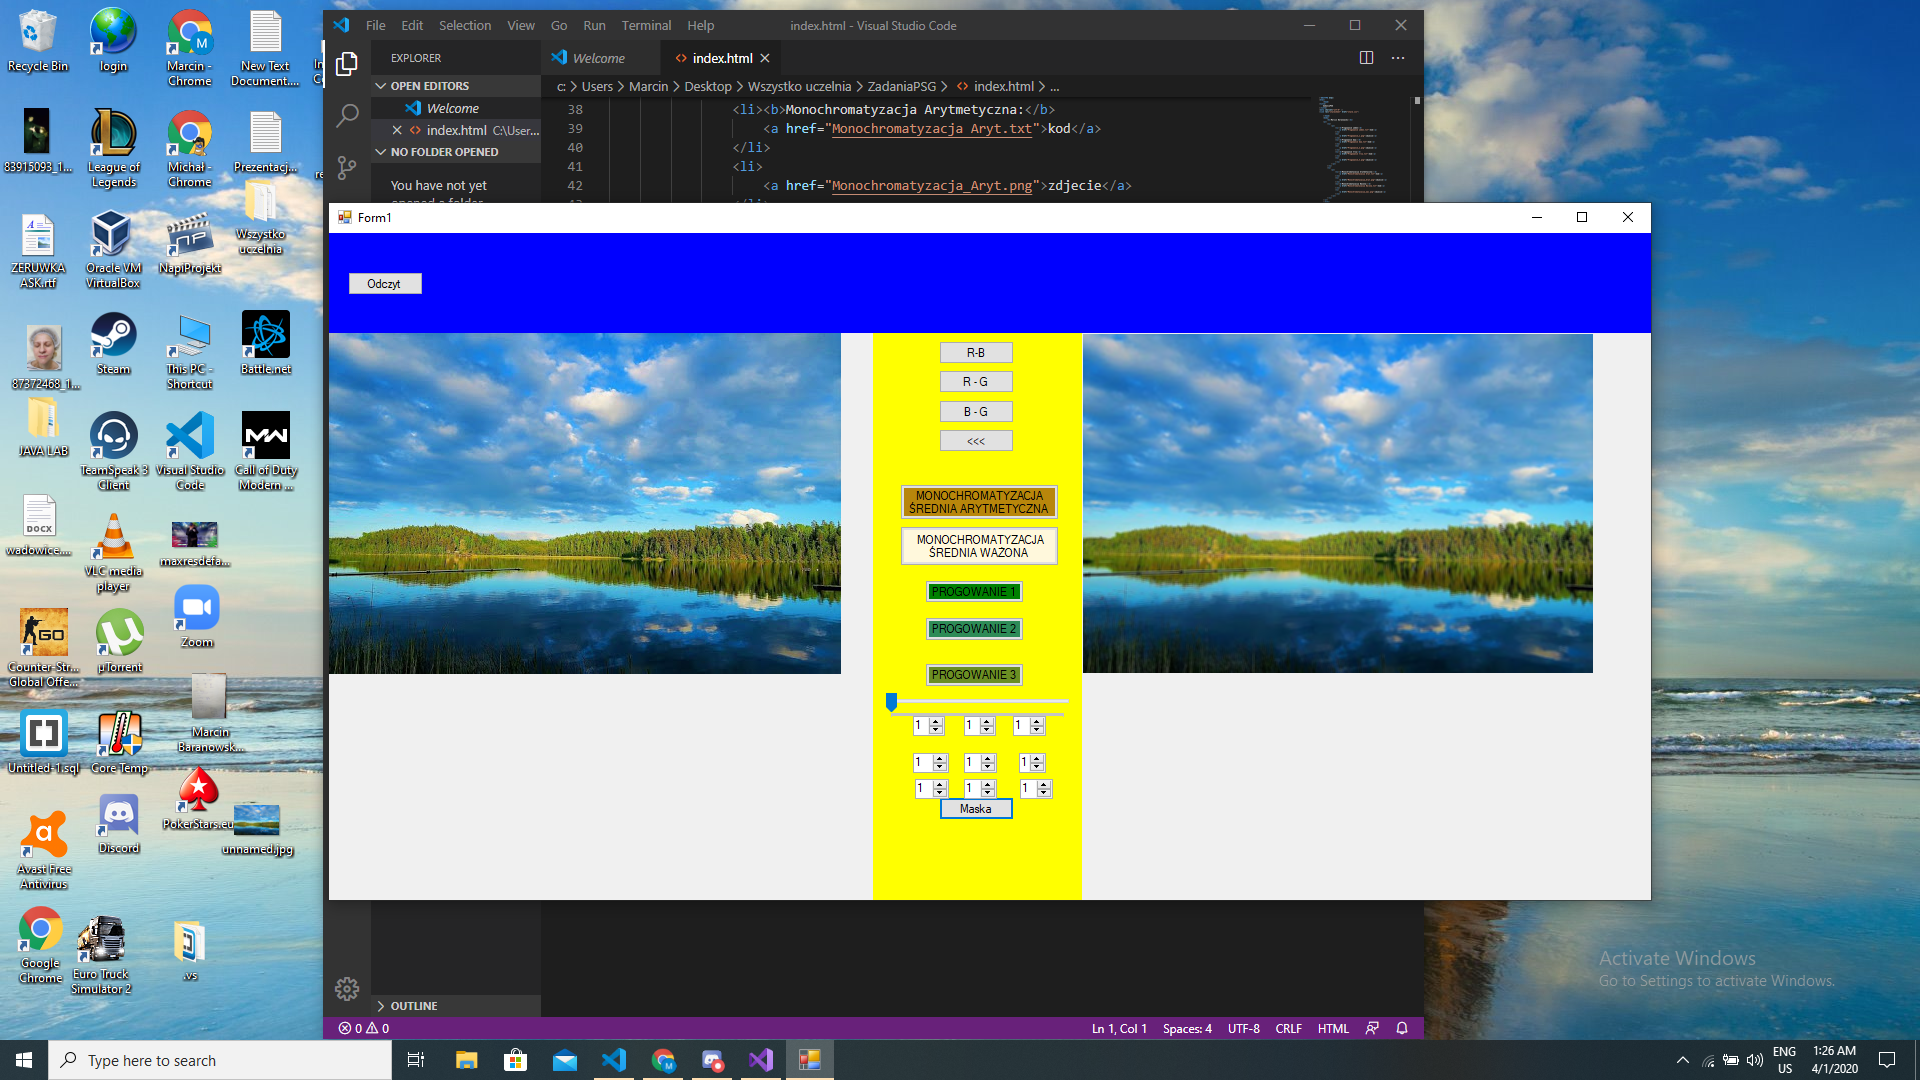 Recycle Bin
login
Marcin -
Chrome
New Text
Document....
83915093_1...
League of
Legends
Michał -
Chrome
Prezentacj...
ZERUWKA
ASK.rtf
Oracle VM
VirtualBox
NapiProjekt
Wszystko
uczelnia
87372468_1...
Steam
This PC -
Shortcut
Battle.net
JAVA LAB
TeamSpeak 3
Client
Visual Studio
Code
Call of Duty
Modern ...
DOCX
wadowice....
VLC media
player
maxresdefa...
Counter-Str...
Global Offe...
µTorrent
Zoom
Untitled-1.sql
Core Temp
Marcin
Baranowsk...
Avast Free
Antivirus
Discord
PokerStars.eu
unnamed.jpg
Google
Chrome
Euro Truck
Simulator 2
.vs
File Edit Selection View Go Run Terminal Help
index.html - Visual Studio Code
EXPLORER
Welcome
index.html
OPEN EDITORS
Welcome
index.html C:\User...
NO FOLDER OPENED
You have not yet
c: > Users > Marcin > Desktop > Wszystko uczelnia > ZadaniaPSG > index.html > ...
38 <li><b>Monochromatyzacja Arytmetyczna:</b>
39 <a href="Monochromatyzacja Aryt.txt">kod</a>
40 </li>
41 <li>
42 <a href="Monochromatyzacja_Aryt.png">zdjecie</a>
Form1
Odczyt
R-B
R - G
B - G
<<<
MONOCHROMATYZACJA
ŚREDNIA ARYTMETYCZNA
MONOCHROMATYZACJA
ŚREDNIA WAŻONA
PROGOWANIE 1
PROGOWANIE 2
PROGOWANIE 3
1 1 1
1 1 1
1 1 1
Maska
OUTLINE
0 0
Ln 1, Col 1 Spaces: 4 UTF-8 CRLF HTML
Activate Windows
Go to Settings to activate Windows.
Type here to search
ENG
US
1:26 AM
4/1/2020